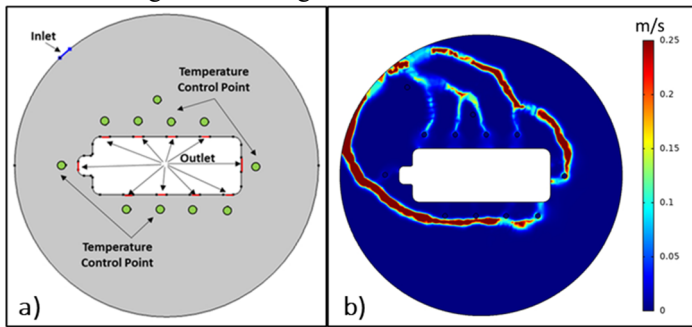 m/s
Inlet
Temperature
Control Point
Outlet
Temperature
Control Point
a)
b)
0.25
0.2
0.15
0.1
0.05
0